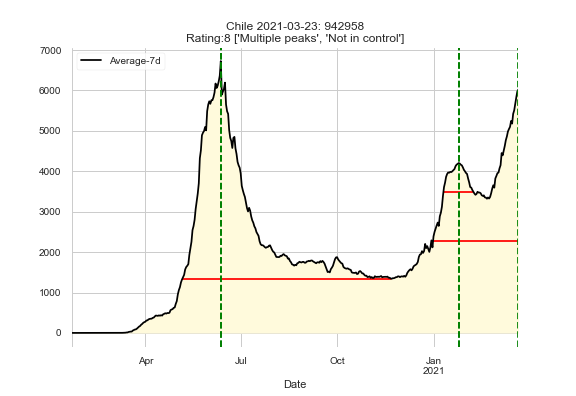 Chile 2021-03-23: 942958
Rating:8 ['Multiple peaks', 'Not in control']
7000
Average-7d
6000
5000
4000
3000
2000
1000
0
Apr
Jul
Oct
Jan
2021
Date